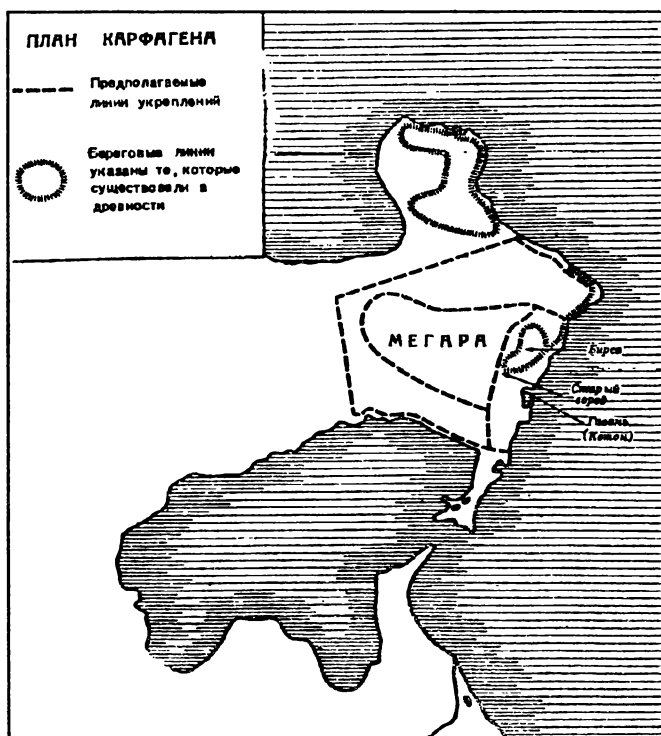 ПЛАН КАРФАГЕНА
Предполагаемые
линии укреплений
Береговые линии
указаны те, которые
существовали в
древности
МЕГАРА
Бирса
Старый
город
Гавань
(Котон)